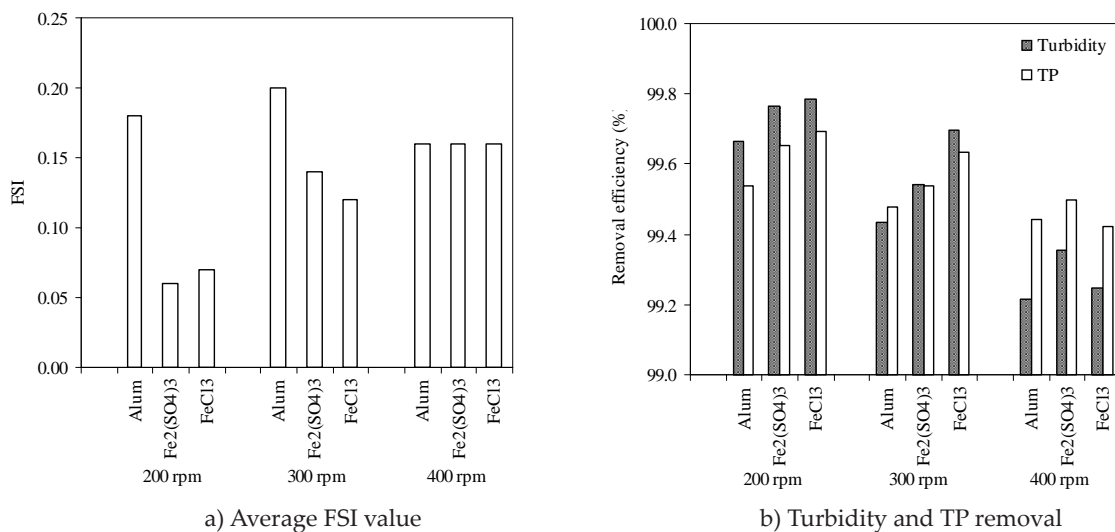 0.25
0.20
0.15
0.10
0.05
0.00
FSI
Alum
Fe2(SO4)3
FeCl3
Alum
Fe2(SO4)3
FeCl3
Alum
Fe2(SO4)3
FeCl3
200 rpm
300 rpm
400 rpm
a) Average FSI value
100.0
99.8
99.6
99.4
99.2
99.0
Removal efficiency (%)
Turbidity
TP
Alum
Fe2(SO4)3
FeCl3
Alum
Fe2(SO4)3
FeCl3
Alum
Fe2(SO4)3
FeCl3
200 rpm
300 rpm
400 rpm
b) Turbidity and TP removal